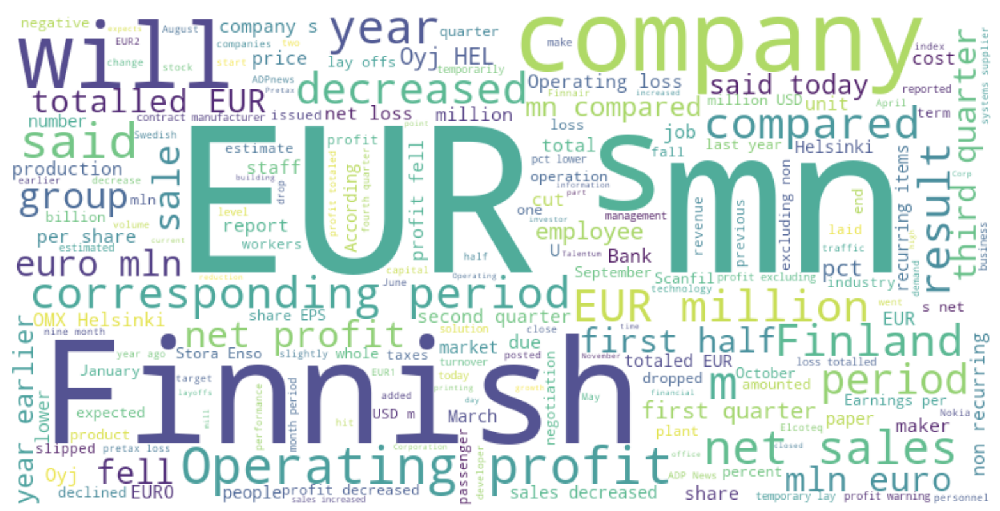 negative
will
expects
August
EUR2
change
stock
company s
companies
two
start
price
ADPnews
Pretax
year
quarter
lay offs
Oyj HEL
temporarily
make
company
index
cost
systems supplier
totalled EUR
decreased
Operating loss
Finnair
increased
said today
reported
third quarter
number
contract manufacturer
issued
net loss
million
mn compared
million USD
unit
April
term
said
Swedish
sale
EUR
s
mn
point
profit
estimate
staff
building
drop
profit totaled
According
fourth quarter
profit fell
loss
total
pct lower
operation
information
part
job
fall
compared
last year
Helsinki
result
Corp
production
earlier
decrease
group
mln
billion
volume
per share
estimated
current
level
report
workers
half
capital
one
investor
cut
management
employee
U
Talentum
Bank
revenue
previous
excluding non
end
laid
traffic
pct
recurring items
high
demand
business
euro mln
reduction
June
Operating
September
Scanfil
technology
profit excluding
industry
corresponding period
EUR million
went
EUR
s net
OMX Helsinki
nine month
share EPS
second quarter
solution
close
time
year earlier
lower
net profit
first half
Finland
Finnish
year ago
January
Stora Enso
target
layoffs
slightly
whole
taxes
EUR1
today
market
turnover
due
posted
November
totaled EUR
dropped
m
October
amounted
loss totalled
period
non recurring
expected
product
slipped
pretax loss
mill
performance
month period
hit
added
USD m
printing
day
growth
March
negotiation
May
financial
first quarter
plant
Elcoteq
paper
Earnings per
maker
Nokia
Corporation
passenger
developer
office
closed
net sales
Oyj
fell
Operating profit
ADP News
percent
mln euro
declined
EURO
people
profit decreased
sales increased
sales decreased
share
temporary lay
profit warning
personnel